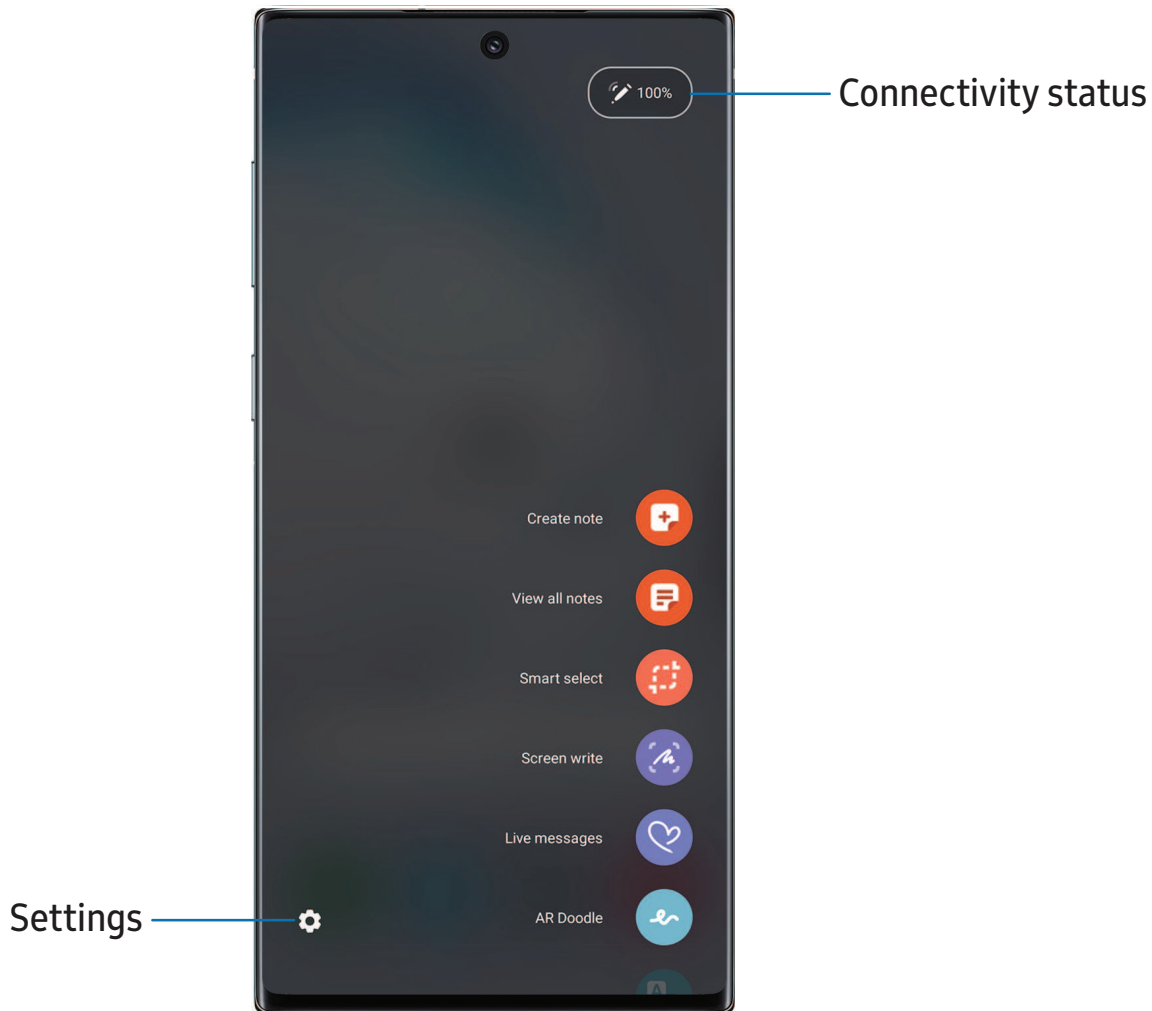 100%
Connectivity status
Create note
View all notes
Smart select
Screen write
Live messages
Settings
AR Doodle
A